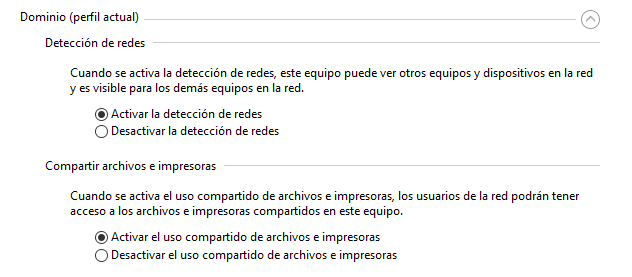 Dominio (perfil actual)
Detección de redes
Cuando se activa la detección de redes, este equipo puede ver otros equipos y dispositivos en la red
y es visible para los demás equipos en la red.
Activar la detección de redes
Desactivar la detección de redes
Compartir archivos e impresoras
Cuando se activa el uso compartido de archivos e impresoras, los usuarios de la red podrán tener
acceso a los archivos e impresoras compartidos en este equipo.
Activar el uso compartido de archivos e impresoras
Desactivar el uso compartido de archivos e impresoras